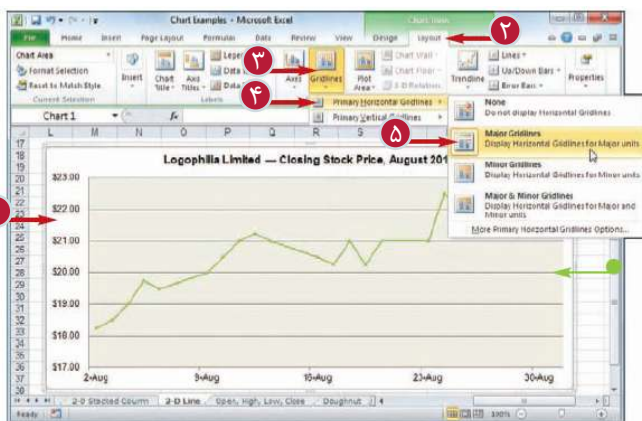 Chart Examples - Microsoft Excel
Chart Tools
File Home Insert Page Layout Formulas Data Review View Design Layout
۲
Chart Area
Format Selection
Reset to Match Style
Current Selection
Insert
Chart Title
Axis Titles
Data
Data
Labels
۳
Axes
Gridlines
Plot Area
Chart Wall
Chart Floor
3-D Rotation
Trendline
Lines
Up/Down Bars
Error Bars
Properties
۴
Primary Horizontal Gridlines
Primary Vertical Gridlines
None
Do not display Horizontal Gridlines
۵
Major Gridlines
Display Horizontal Gridlines for Major units
Minor Gridlines
Display Horizontal Gridlines for Minor units
Major & Minor Gridlines
Display Horizontal Gridlines for Major and Minor units
More Primary Horizontal Gridlines Options...
Chart 1
fx
L M N O P Q R S
17
18
19
20
21
22
23
24
25
26
27
28
29
30
31
32
33
34
35
36
37
38
Logophilia Limited — Closing Stock Price, August 201
$23.00
$22.00
$21.00
$20.00
$19.00
$18.00
$17.00
2-Aug 9-Aug 16-Aug 23-Aug 30-Aug
2-D Stacked Column 2-D Line Open, High, Low, Close Doughnut
Ready 100%